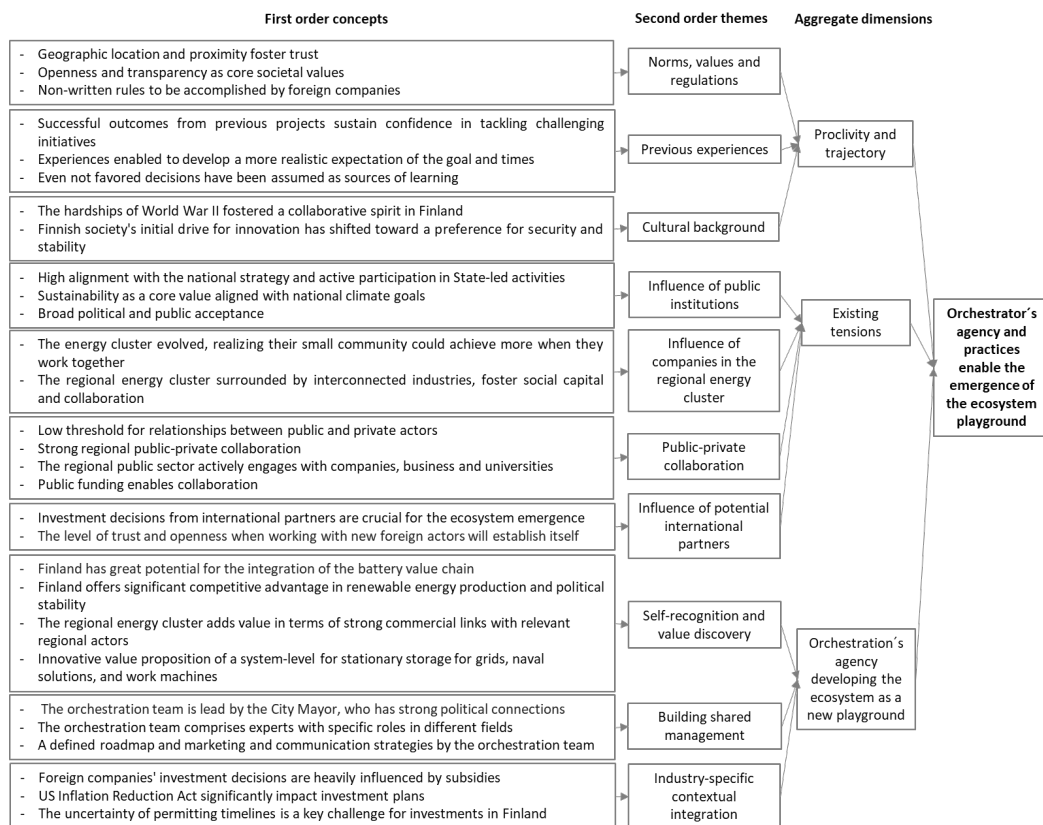 First order concepts
Second order themes
Aggregate dimensions
- Geographic location and proximity foster trust
- Openness and transparency as core societal values
- Non-written rules to be accomplished by foreign companies
Norms, values and
regulations
- Successful outcomes from previous projects sustain confidence in tackling challenging
initiatives
- Experiences enabled to develop a more realistic expectation of the goal and times
- Even not favored decisions have been assumed as sources of learning
Previous experiences
- The hardships of World War II fostered a collaborative spirit in Finland
- Finnish society's initial drive for innovation has shifted toward a preference for security and
stability
Cultural background
Proclivity and
trajectory
- High alignment with the national strategy and active participation in State-led activities
- Sustainability as a core value aligned with national climate goals
- Broad political and public acceptance
Influence of public
institutions
- The energy cluster evolved, realizing their small community could achieve more when they
work together
- The regional energy cluster surrounded by interconnected industries, foster social capital
and collaboration
Influence of
companies in the
regional energy
cluster
- Low threshold for relationships between public and private actors
- Strong regional public-private collaboration
- The regional public sector actively engages with companies, business and universities
- Public funding enables collaboration
Public-private
collaboration
- Investment decisions from international partners are crucial for the ecosystem emergence
- The level of trust and openness when working with new foreign actors will establish itself
Influence of potential
international
partners
Existing
tensions
- Finland has great potential for the integration of the battery value chain
- Finland offers significant competitive advantage in renewable energy production and political
stability
- The regional energy cluster adds value in terms of strong commercial links with relevant
regional actors
- Innovative value proposition of a system-level for stationary storage for grids, naval
solutions, and work machines
Self-recognition and
value discovery
- The orchestration team is lead by the City Mayor, who has strong political connections
- The orchestration team comprises experts with specific roles in different fields
- A defined roadmap and marketing and communication strategies by the orchestration team
Building shared
management
- Foreign companies' investment decisions are heavily influenced by subsidies
- US Inflation Reduction Act significantly impact investment plans
- The uncertainty of permitting timelines is a key challenge for investments in Finland
Industry-specific
contextual
integration
Orchestration´s
agency
developing the
ecosystem as a
new playground
Orchestrator´s
agency and
practices
enable the
emergence of
the ecosystem
playground